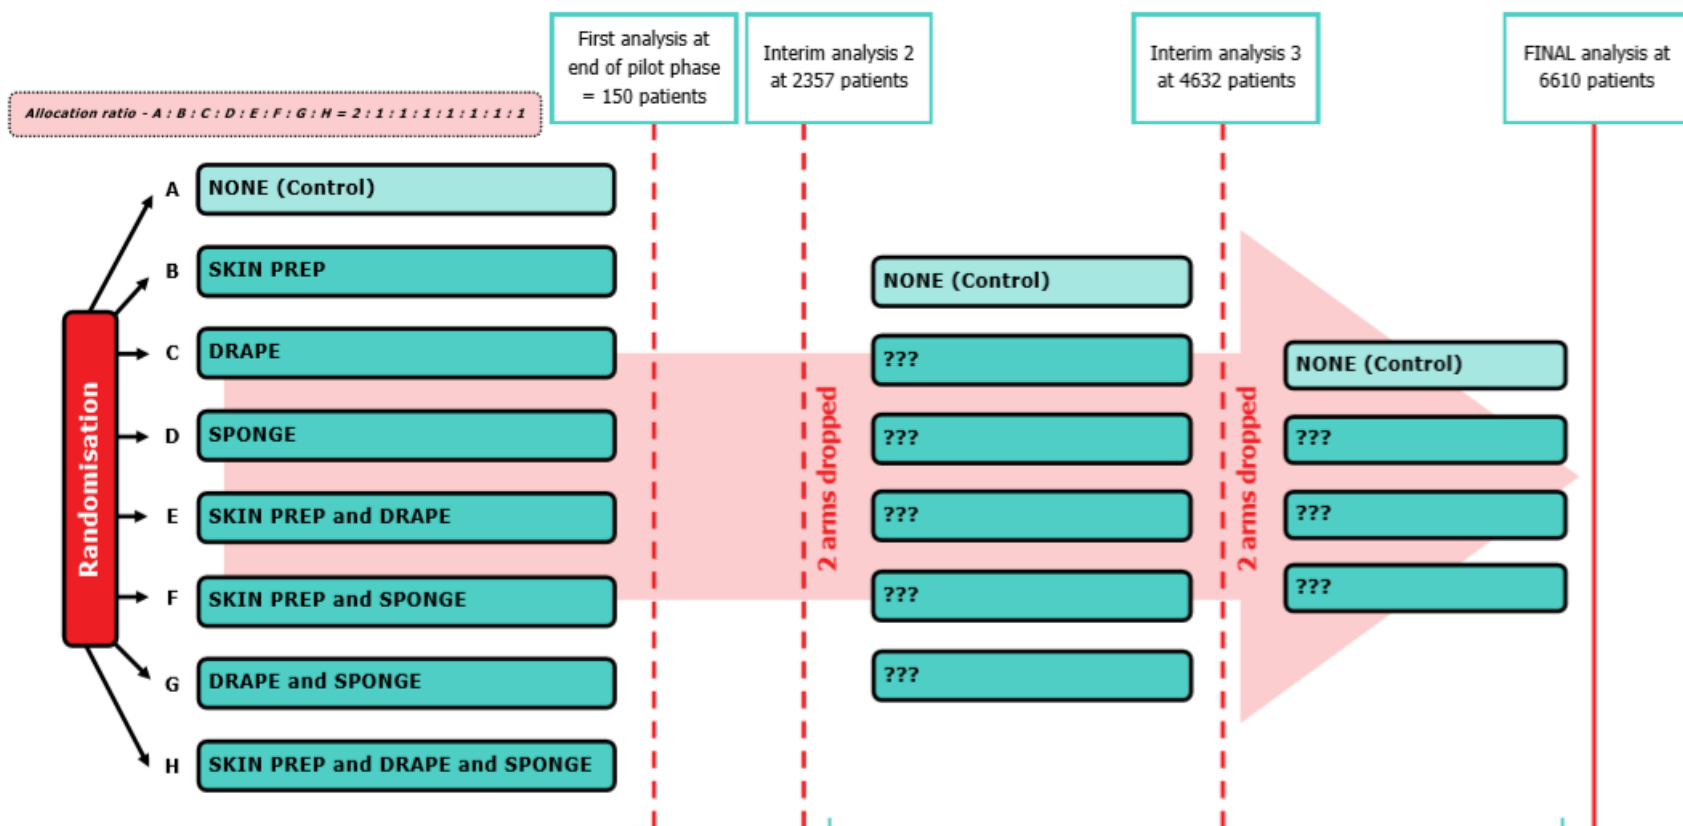 First analysis at
end of pilot phase
= 150 patients
Interim analysis 2
at 2357 patients
Interim analysis 3
at 4632 patients
FINAL analysis at
6610 patients
Allocation ratio - A : B : C : D : E : F : G : H = 2 : 1 : 1 : 1 : 1 : 1 : 1 : 1
Randomisation
A NONE (Control)
B SKIN PREP
C DRAPE
D SPONGE
E SKIN PREP and DRAPE
F SKIN PREP and SPONGE
G DRAPE and SPONGE
H SKIN PREP and DRAPE and SPONGE
2 arms dropped
NONE (Control)
???
???
???
???
???
2 arms dropped
NONE (Control)
???
???
???